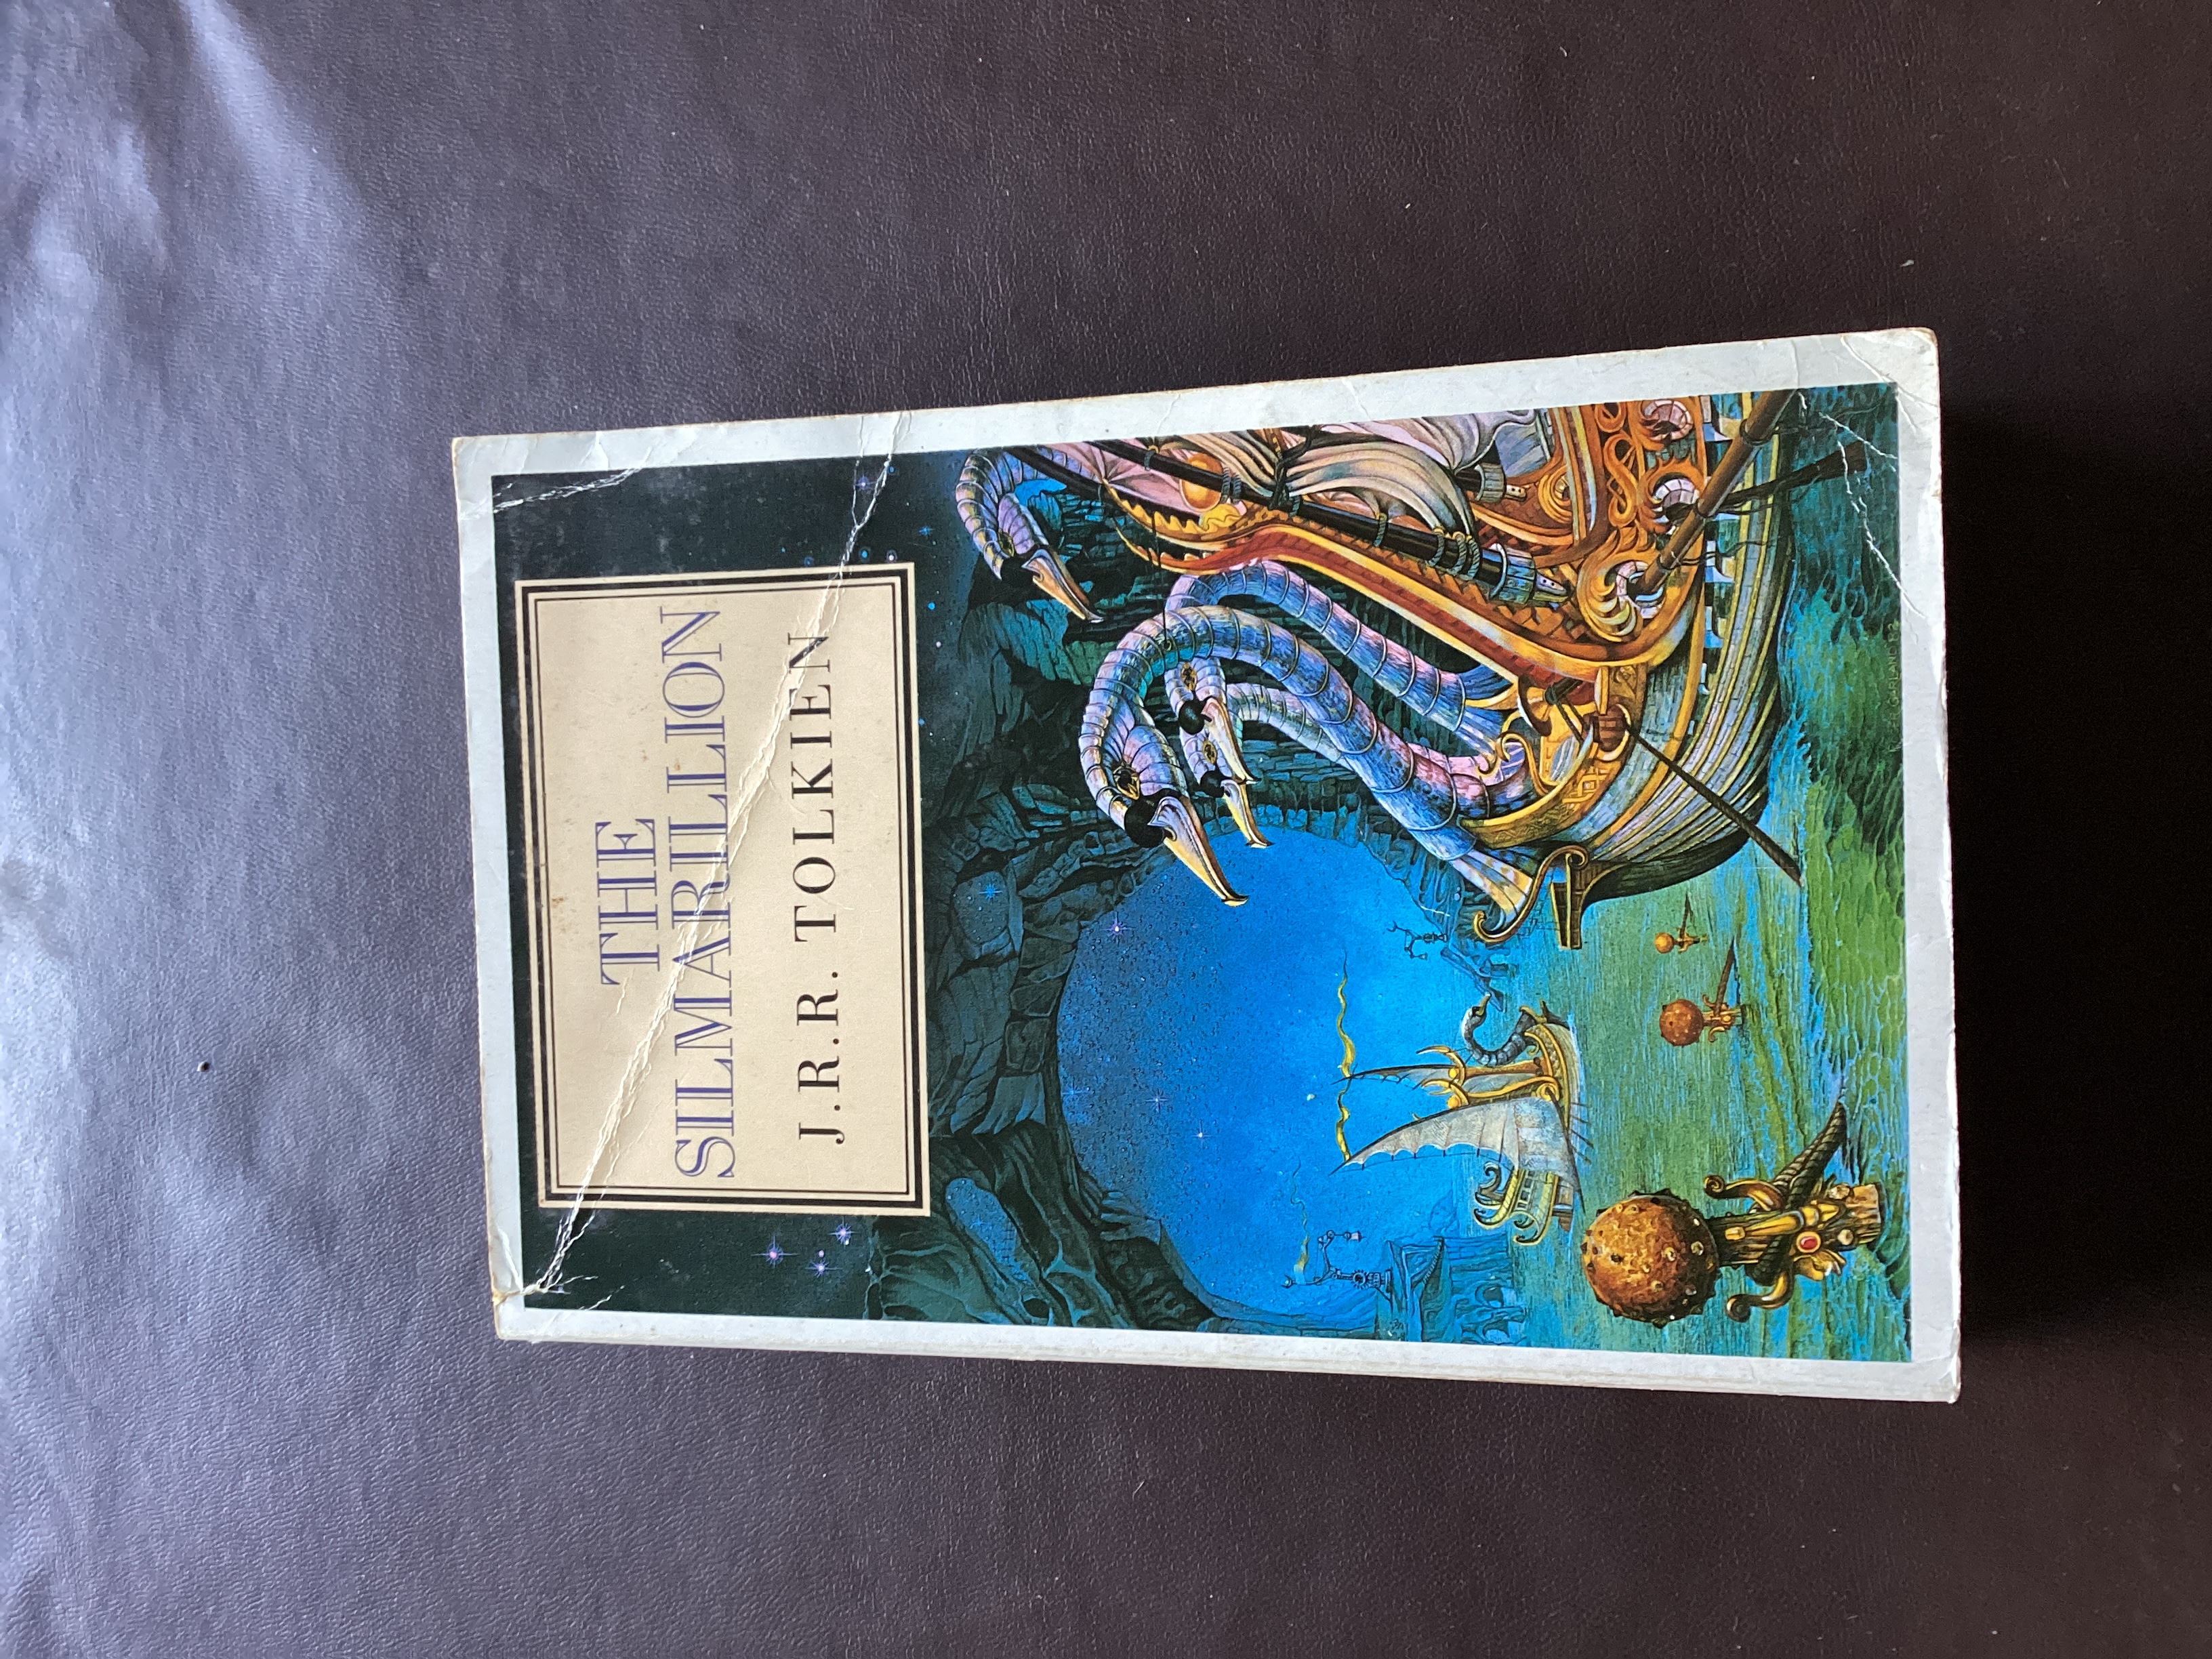 THE
SILMARILLION
J.R.R. TOLKIEN